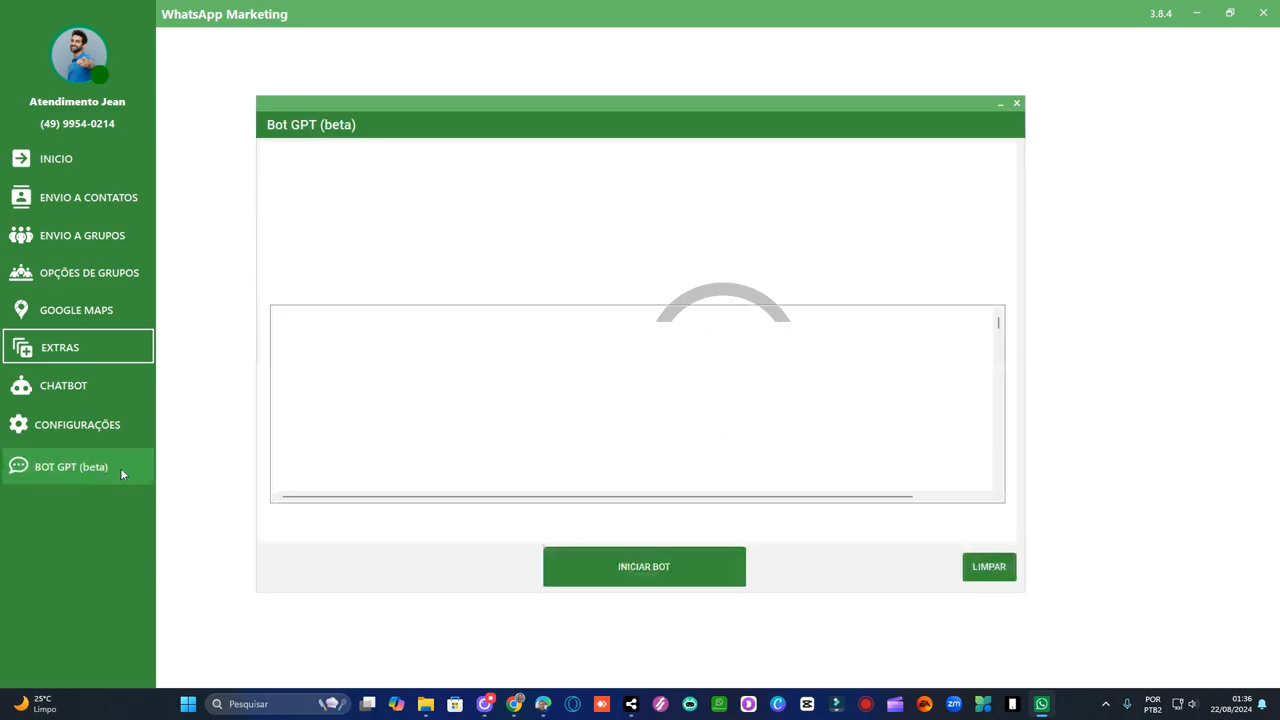 WhatsApp Marketing
3.8.4
Atendimento Jean
(49) 9954-0214
INICIO
ENVIO A CONTATOS
ENVIO A GRUPOS
OPÇÕES DE GRUPOS
GOOGLE MAPS
EXTRAS
CHATBOT
CONFIGURAÇÕES
BOT GPT (beta)
Bot GPT (beta)
INICIAR BOT
LIMPAR
25°C
Limpo
Pesquisar
POR
PTB2
01:36
22/08/2024